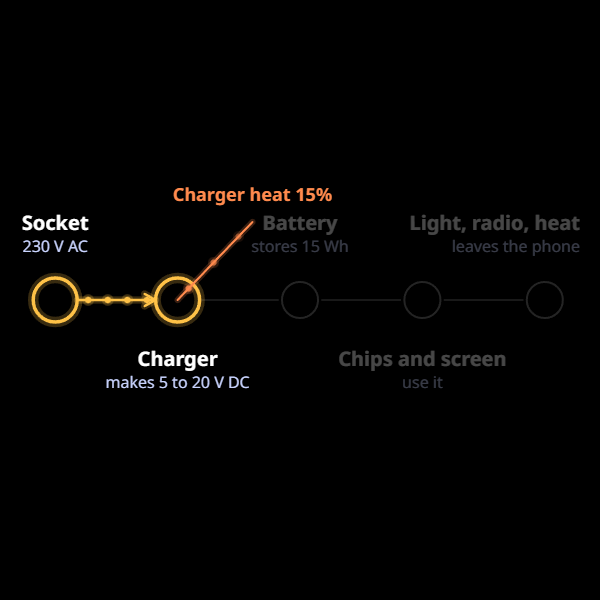 Charger heat 15%
Socket
230 V AC
Battery
stores 15 Wh
Light, radio, heat
leaves the phone
Charger
makes 5 to 20 V DC
Chips and screen
use it